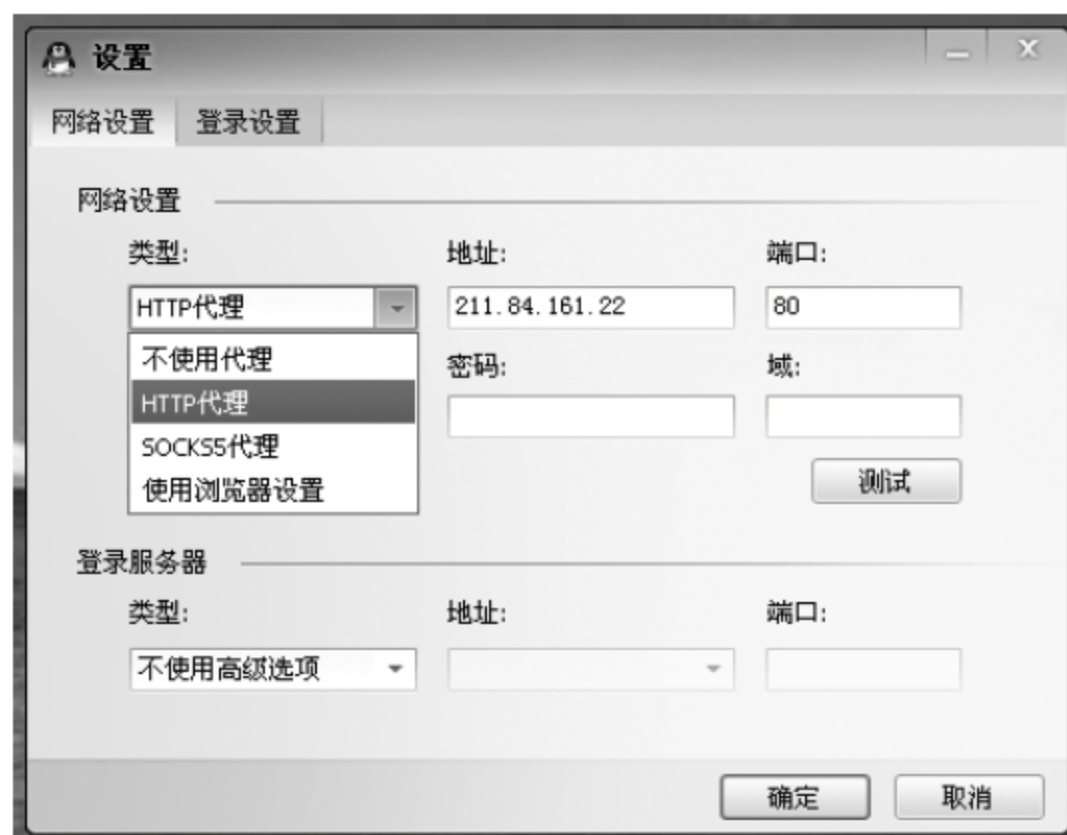 设置
网络设置 登录设置
网络设置
类型: 地址: 端口:
HTTP代理 211.84.161.22 80
不使用代理 密码: 域:
HTTP代理
SOCKS5代理
使用浏览器设置 测试
登录服务器
类型: 地址: 端口:
不使用高级选项
确定 取消